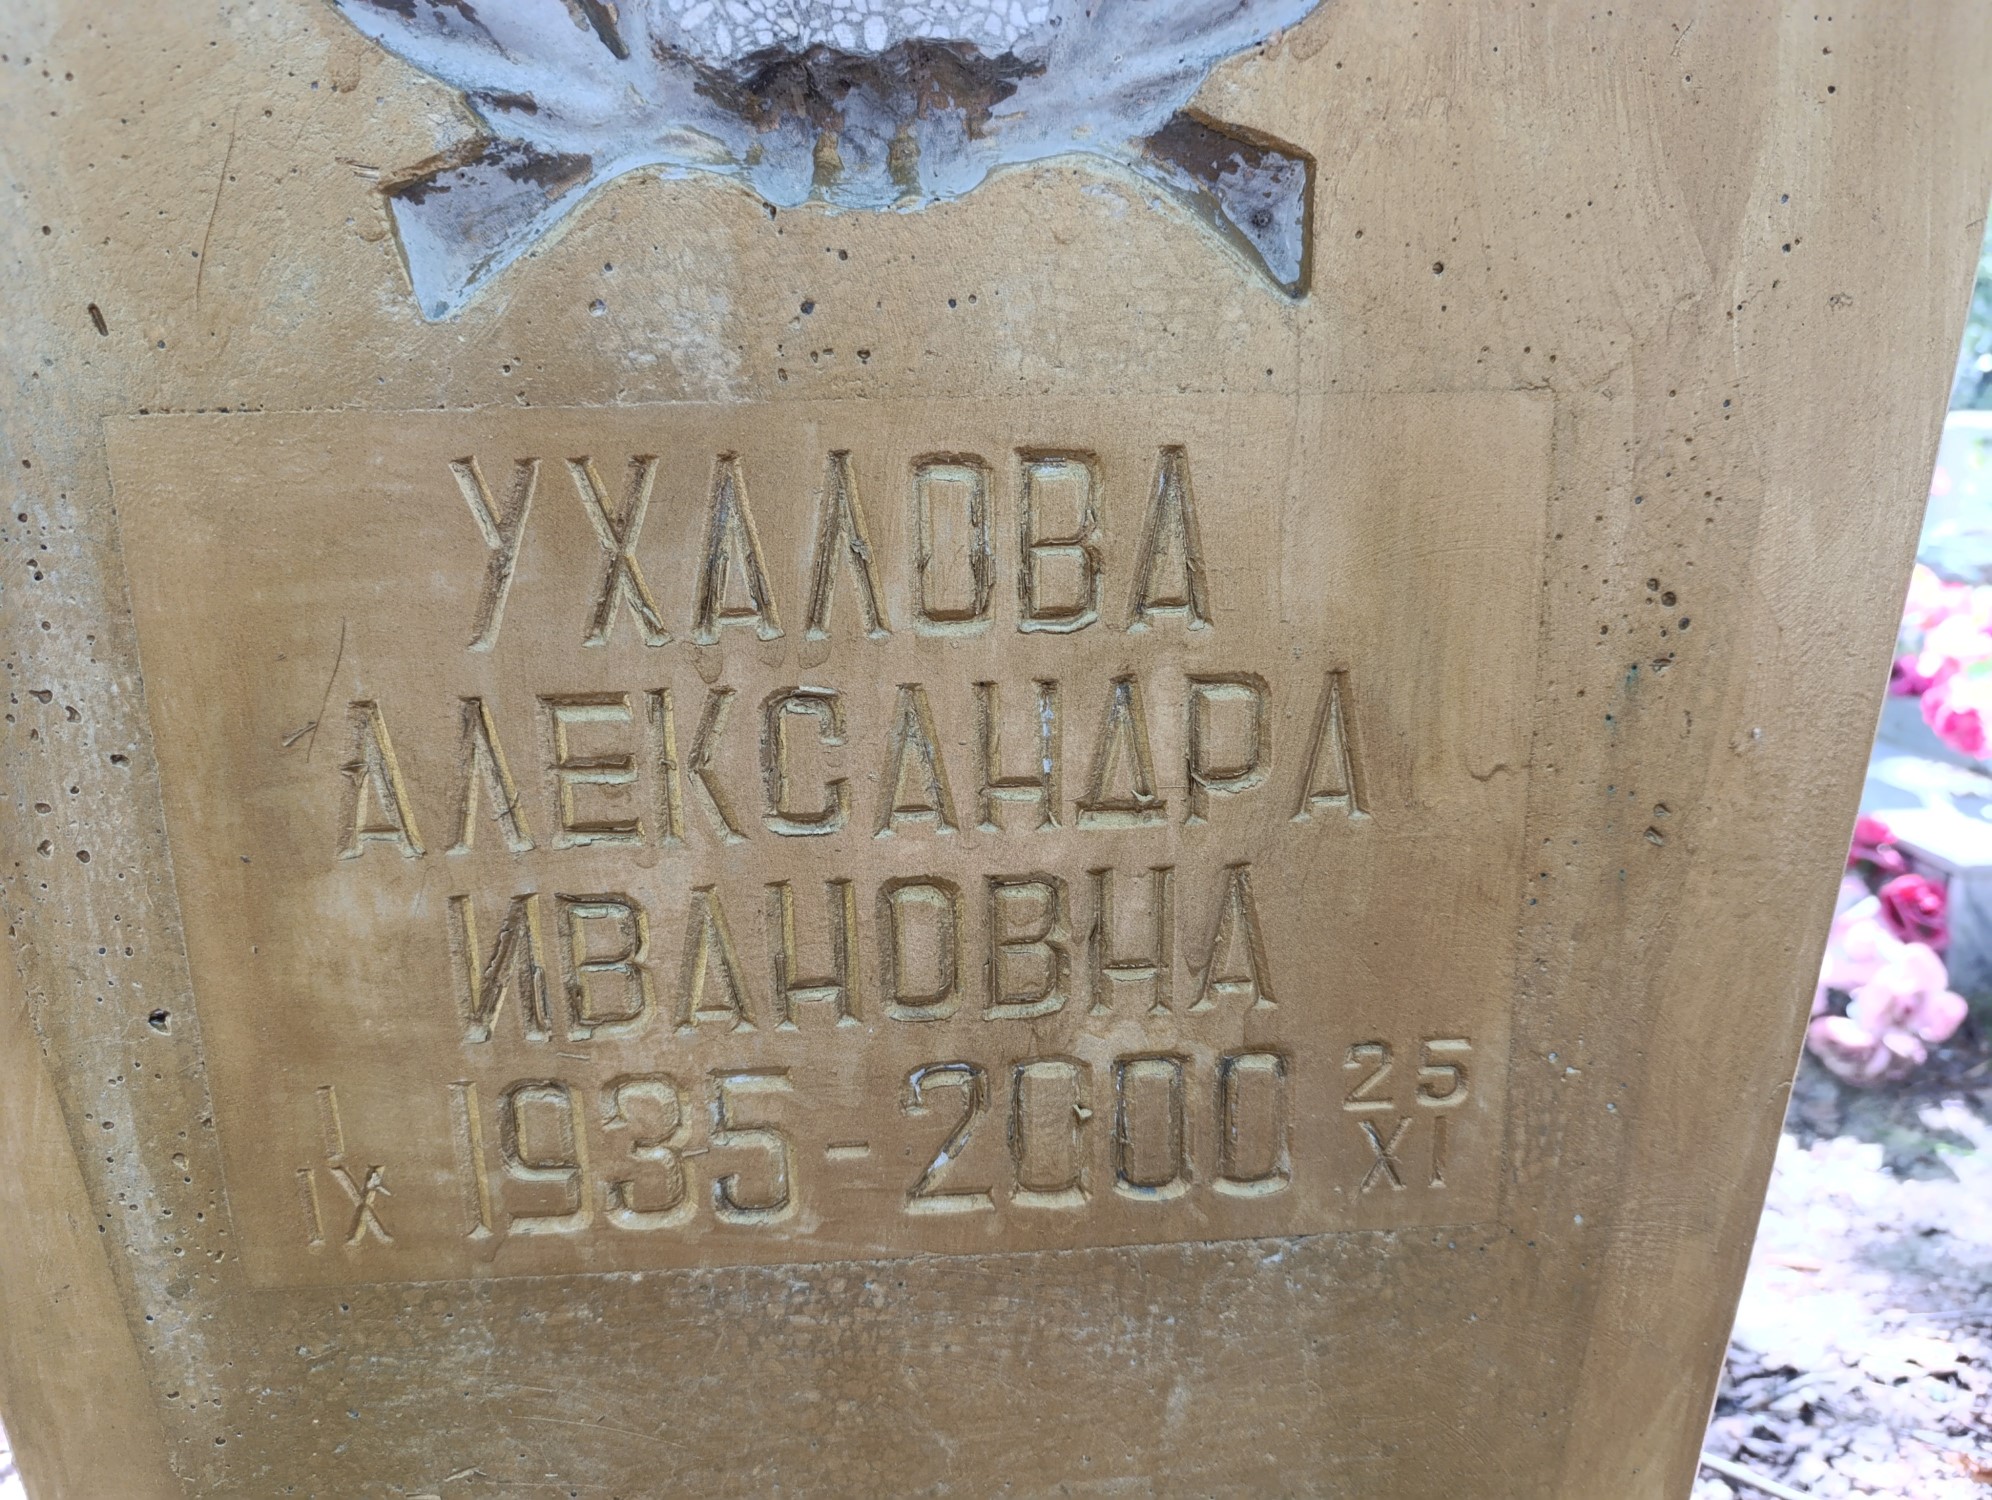 УХАЛОВА
АЛЕКСАНДРА
ИВАНОВНА
I
IX 1935-2000 25
XI